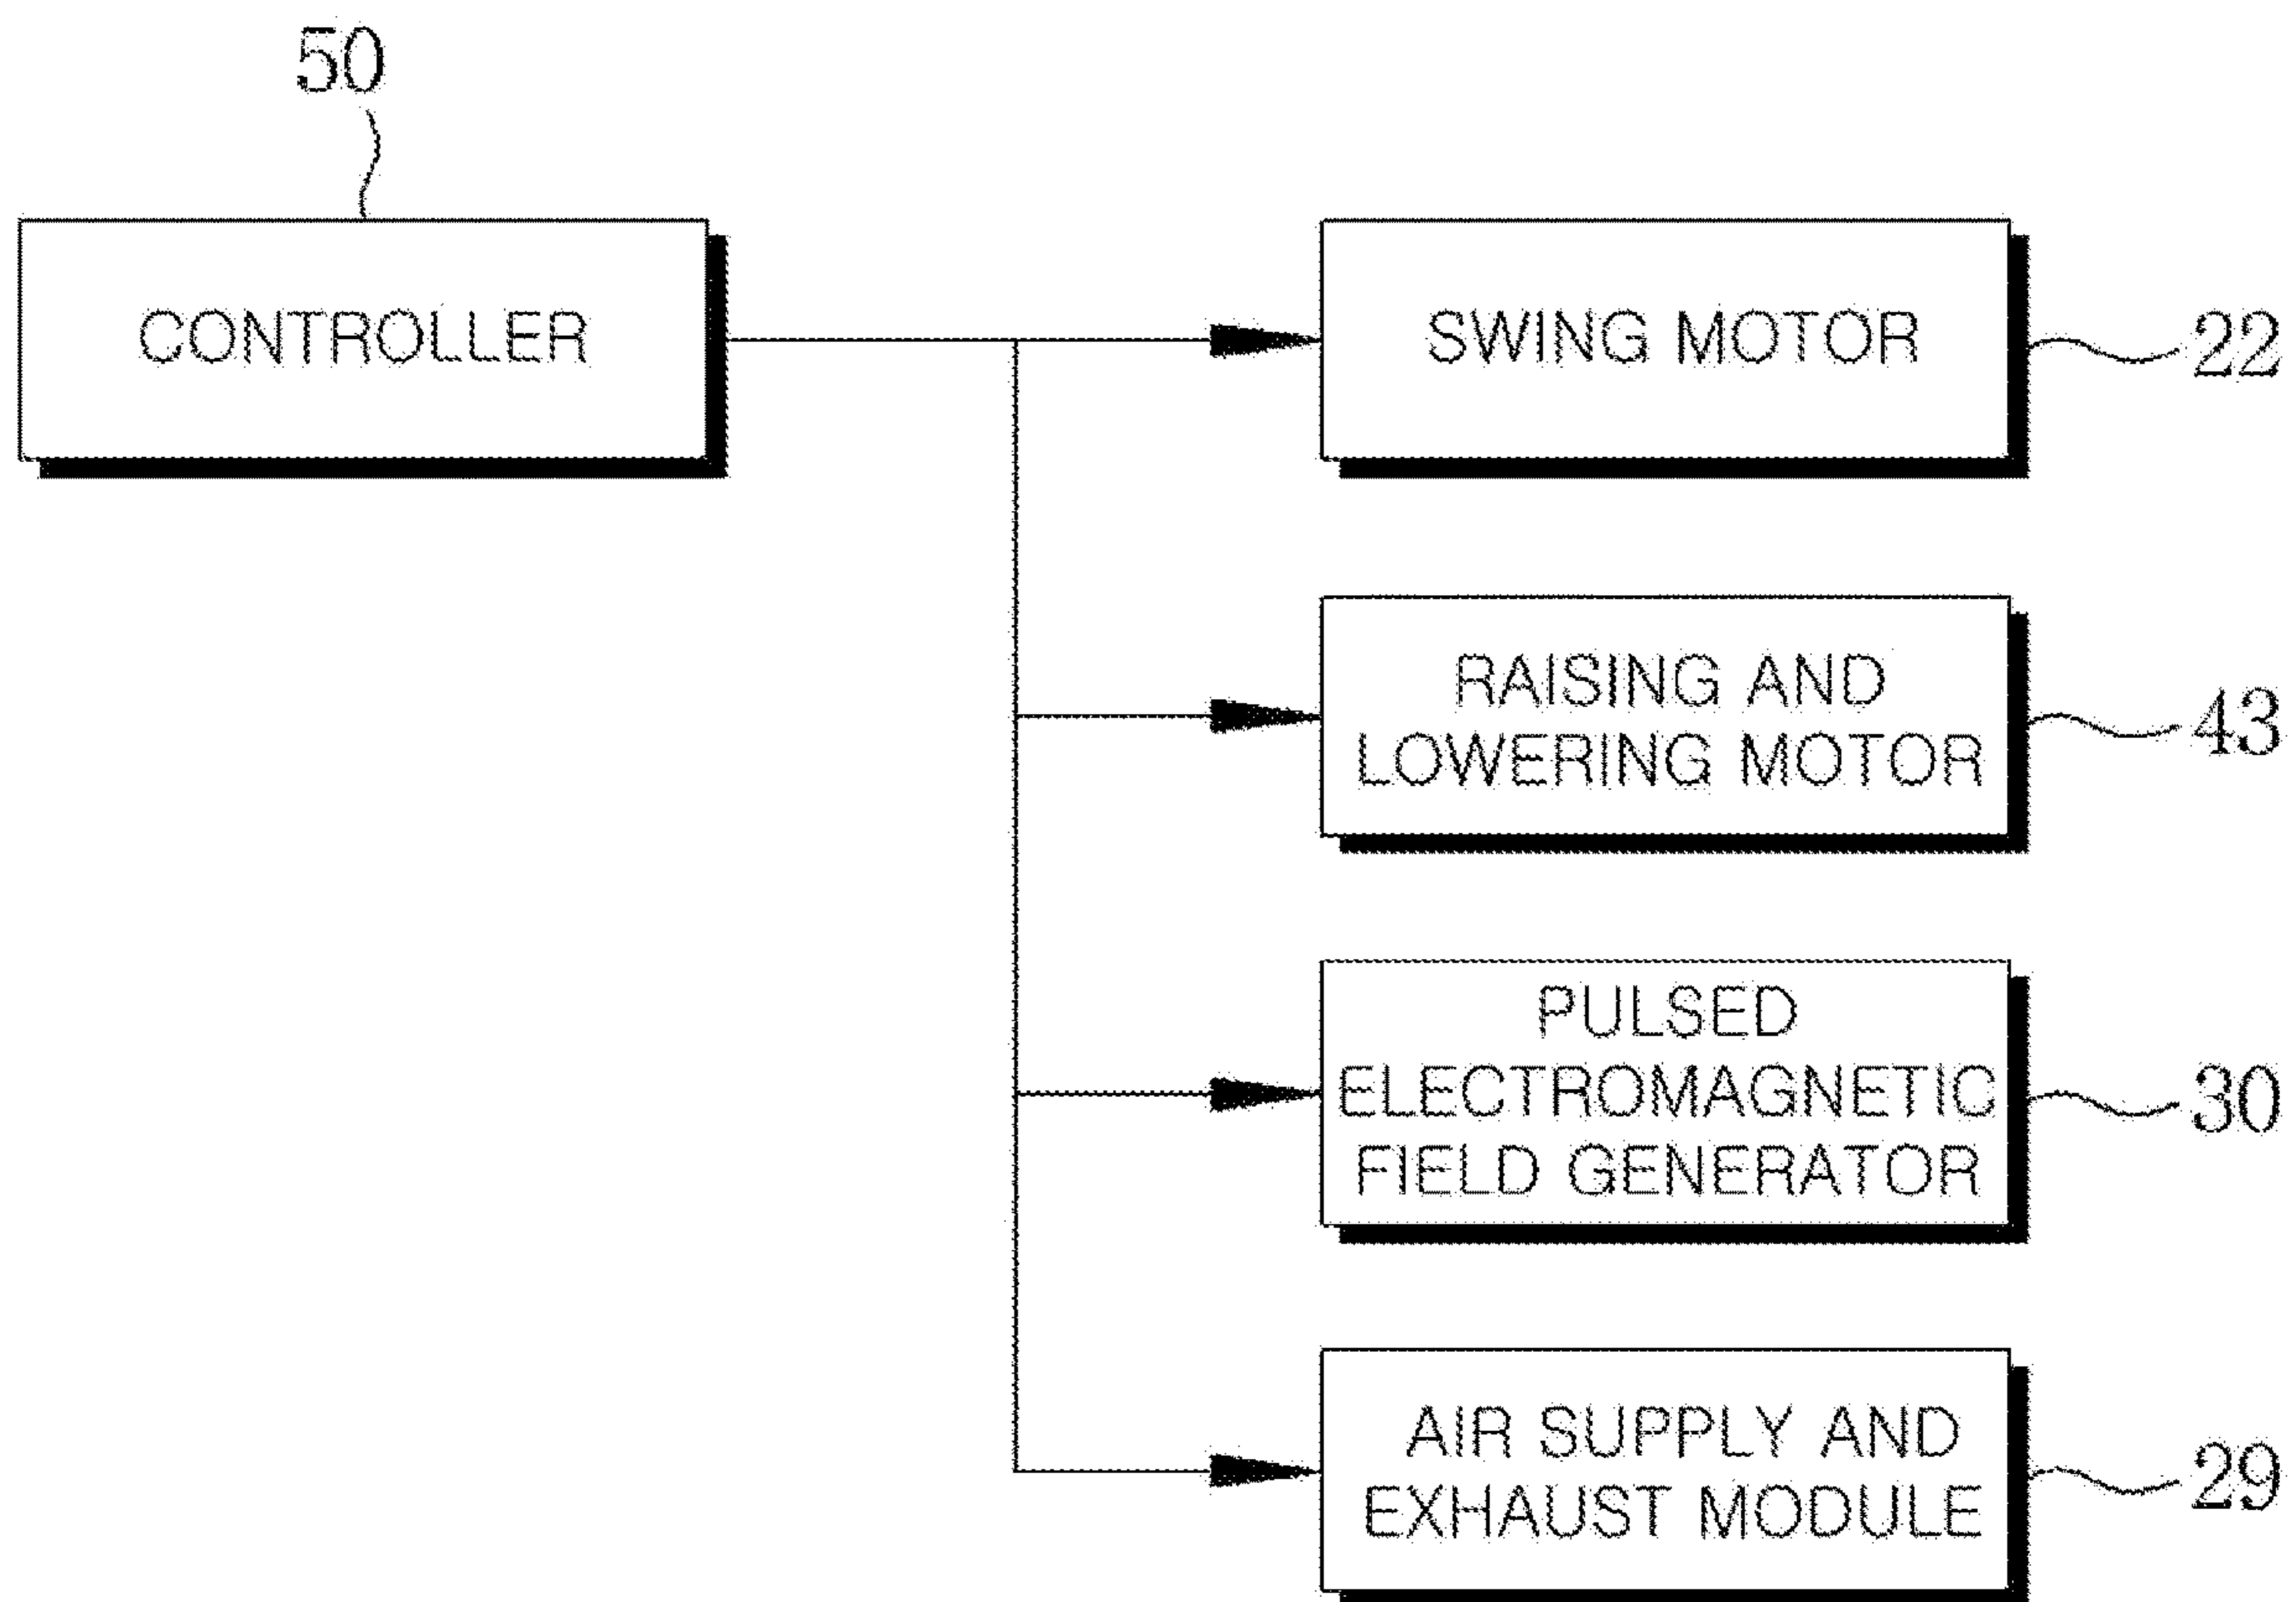 50
CONTROLLER
SWING MOTOR
22
RAISING AND
LOWERING MOTOR
43
PULSED
ELECTROMAGNETIC
FIELD GENERATOR
30
AIR SUPPLY AND
EXHAUST MODULE
29